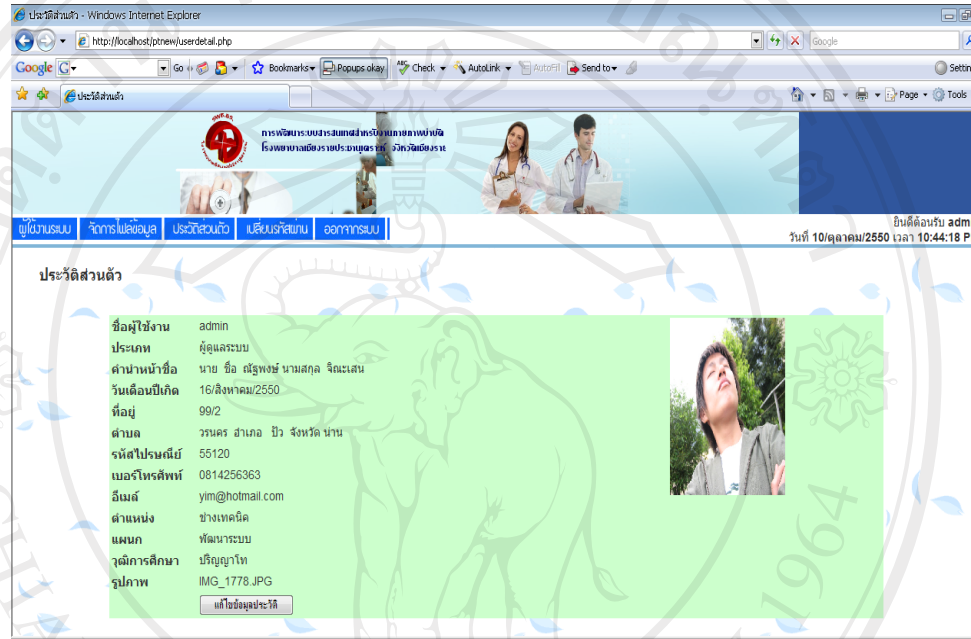 ประวัติส่วนตัว - Windows Internet Explorer
http://localhost/ptnew/userdetail.php
Google
Google G Go Bookmarks Popups okay Check AutoLink AutoFill Send to Settin
ประวัติส่วนตัว Page Tools
การพัฒนาระบบสารสนเทศสำหรับงานกายภาพบำบัด
โรงพยาบาลเชียงรายประชานุเคราะห์ จังหวัดเชียงราย
ผู้ใช้งานระบบ จัดการไฟล์ข้อมูล ประวัติส่วนตัว เปลี่ยนรหัสผ่าน ออกจากระบบ
ยินดีต้อนรับ adm
วันที่ 10/ตุลาคม/2550 เวลา 10:44:18 P
ประวัติส่วนตัว
ชื่อผู้ใช้งาน admin
ประเภท ผู้ดูแลระบบ
คำนำหน้าชื่อ นาย ชื่อ ณัฐพงษ์ นามสกุล จิณะเสน
วันเดือนปีเกิด 16/สิงหาคม/2550
ที่อยู่ 99/2
ตำบล วรนคร อำเภอ ปัว จังหวัด น่าน
รหัสไปรษณีย์ 55120
เบอร์โทรศัพท์ 0814256363
อีเมล์ yim@hotmail.com
ตำแหน่ง ช่างเทคนิค
แผนก พัฒนาระบบ
วุฒิการศึกษา ปริญญาโท
รูปภาพ IMG_1778.JPG
แก้ไขข้อมูลประวัติ
1964